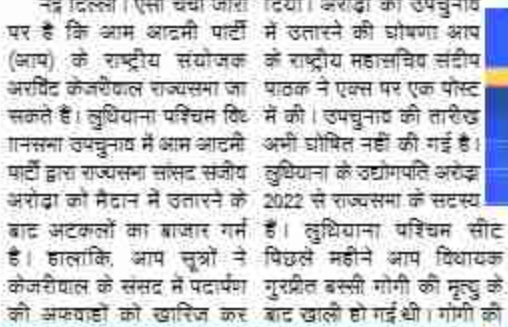 नई दिल्ली। ऐसी चर्चा जोरों
पर है कि आम आदमी पार्टी
(आप) के राष्ट्रीय संयोजक
अरविंद केजरीवाल राज्यसभा जा
सकते हैं। लुधियाना पश्चिम विध
ानसभा उपचुनाव में आम आदमी
पार्टी द्वारा राज्यसभा सांसद संजीव
अरोड़ा को मैदान में उतारने के
बाद अटकलों का बाजार गर्म
है। हालांकि, आप सूत्रों ने
केजरीवाल के संसद में पदार्पण
की अफवाहों को खारिज कर
दिया। अरोड़ा को उपचुनाव
में उतारने की घोषणा आप
के राष्ट्रीय महासचिव संदीप
पाठक ने एक्स पर एक पोस्ट
में की। उपचुनाव की तारीख
अभी घोषित नहीं की गई है।
लुधियाना के उद्योगपति अरोड़ा
2022 से राज्यसभा के सदस्य
हैं। लुधियाना पश्चिम सीट
पिछले महीने आप विधायक
गुरप्रीत बस्सी गोगी की मृत्यु के
बाद खाली हो गई थी। गोगी की